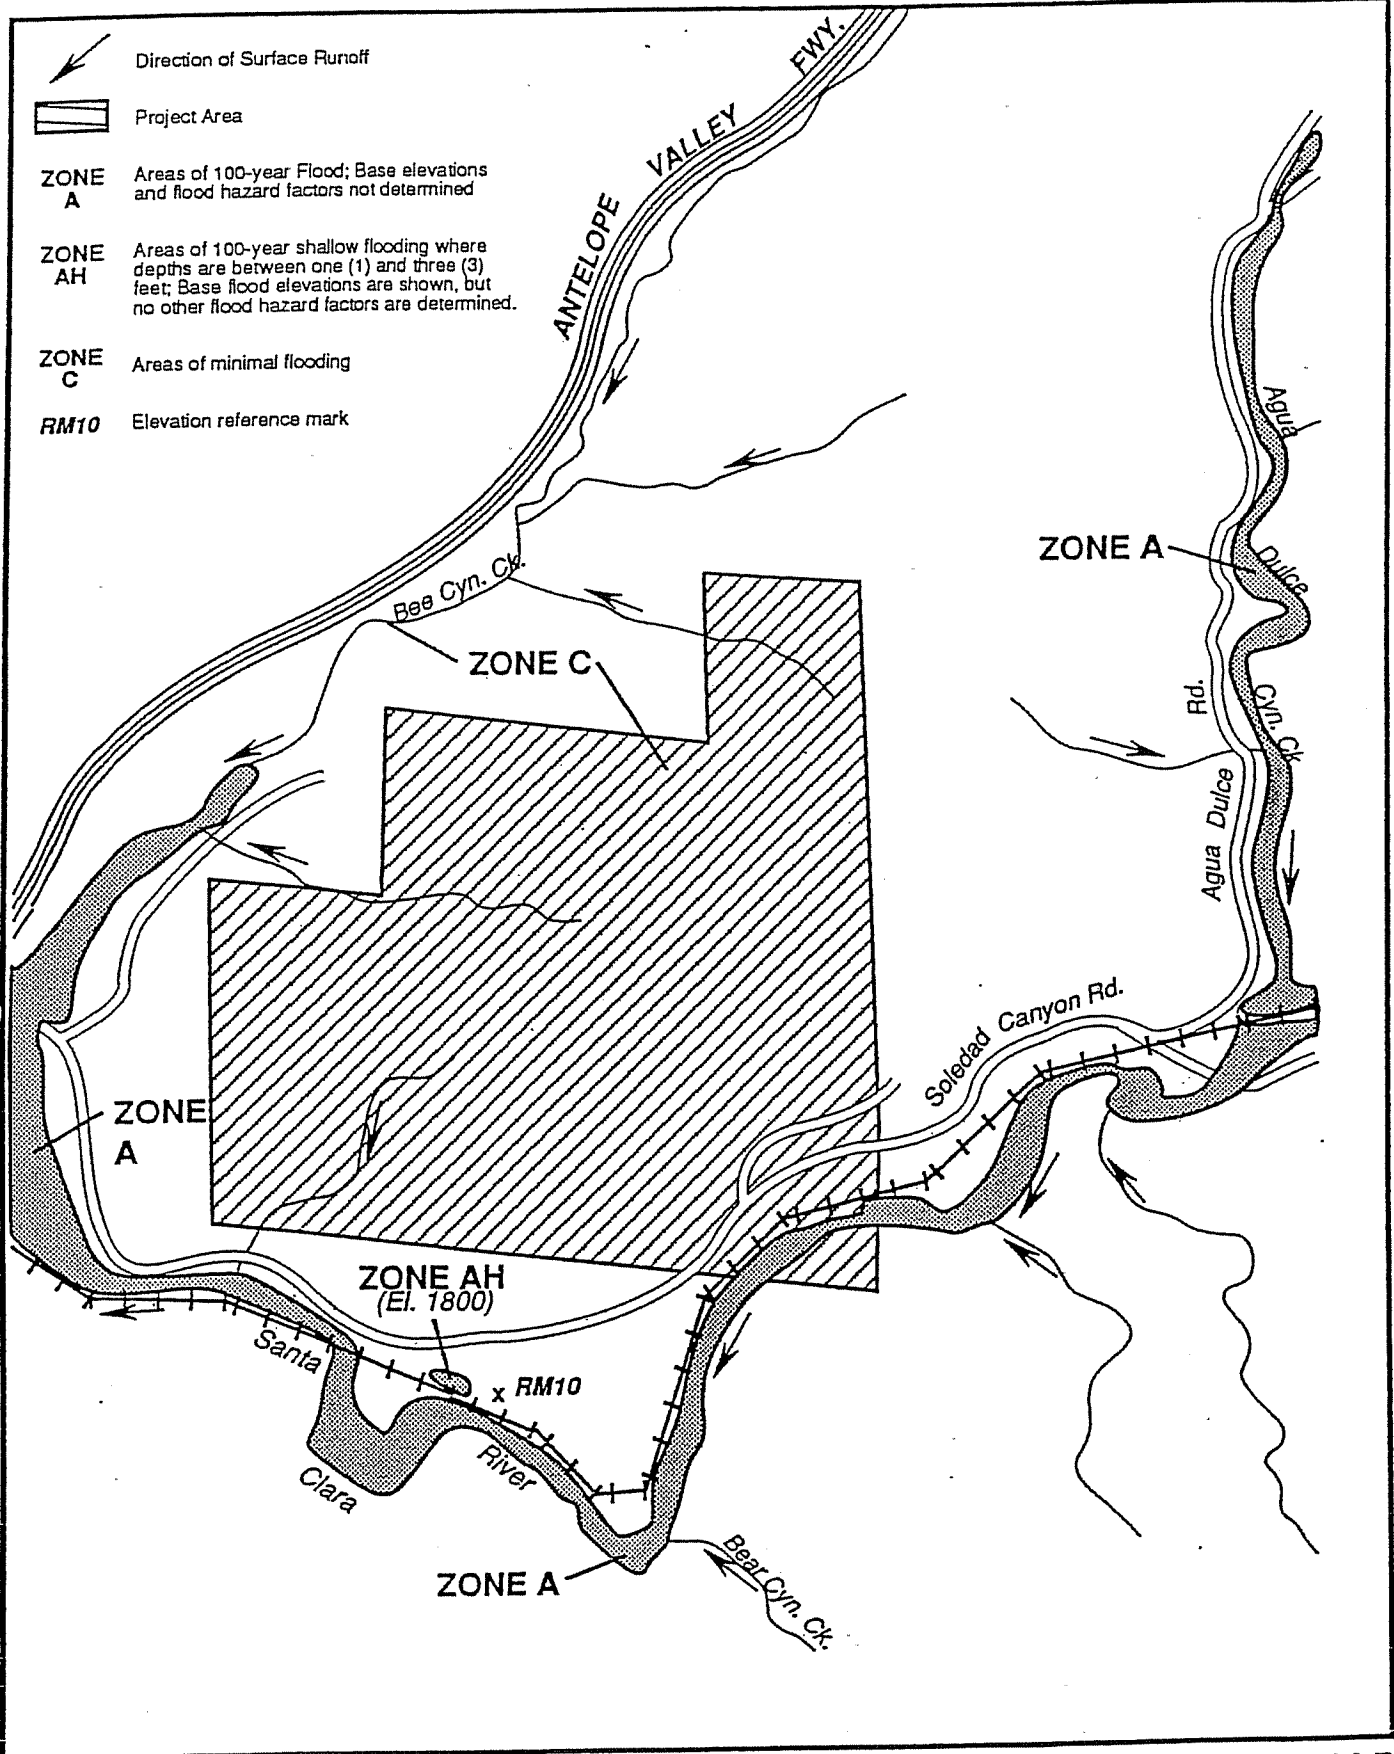 Direction of Surface Runoff
Project Area
ZONE
A
Areas of 100-year Flood; Base elevations
and flood hazard factors not determined
ZONE
AH
Areas of 100-year shallow flooding where
depths are between one (1) and three (3)
feet; Base flood elevations are shown, but
no other flood hazard factors are determined.
ZONE
C
Areas of minimal flooding
RM10
Elevation reference mark
ANTELOPE VALLEY FWY.
Agua Dulce Cyn. Ck
ZONE A
Bee Cyn. Ck.
ZONE C
Agua Dulce Rd.
Soledad Canyon Rd.
ZONE
A
ZONE AH
(El. 1800)
x RM10
Santa Clara River
ZONE A
Bear Cyn. Ck.